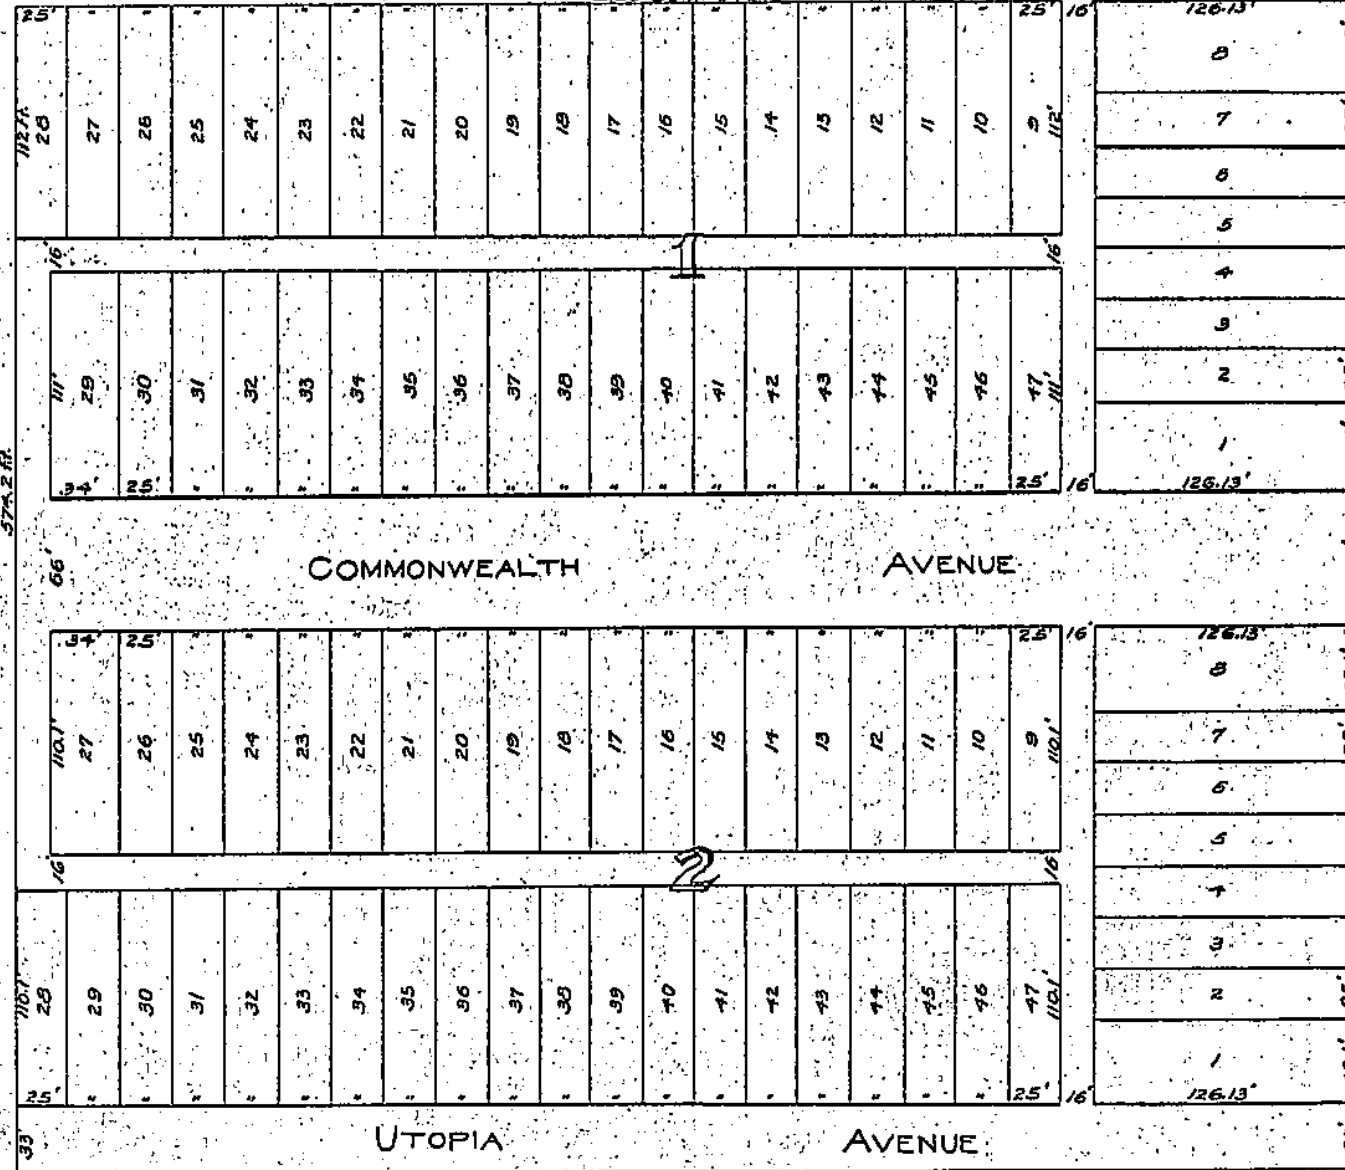 25' " " " " " " " " " " " " " " " " " " 25' 16' 126.13'
112 ft. 28 27 26 25 24 23 22 21 20 19 18 17 16 15 14 13 12 11 10 9 112'
8
7
6
5
4
3
2
1
126.13'
16' 1 16'
111' 29 30 31 32 33 34 35 36 37 38 39 40 41 42 43 44 45 46 47 111'
34' 25' " " " " " " " " " " " " " " " " 25' 16'
574.2 ft.
66' COMMONWEALTH AVENUE
34' 25' " " " " " " " " " " " " " " " " 25' 16' 126.13'
110.1' 27 26 25 24 23 22 21 20 19 18 17 16 15 14 13 12 11 10 9 110.1'
8
7
6
5
4
3
2
1
126.13'
16' 2 16'
110.1' 28 29 30 31 32 33 34 35 36 37 38 39 40 41 42 43 44 45 46 47 110.1'
25' " " " " " " " " " " " " " " " " " " 25' 16'
33 UTOPIA AVENUE